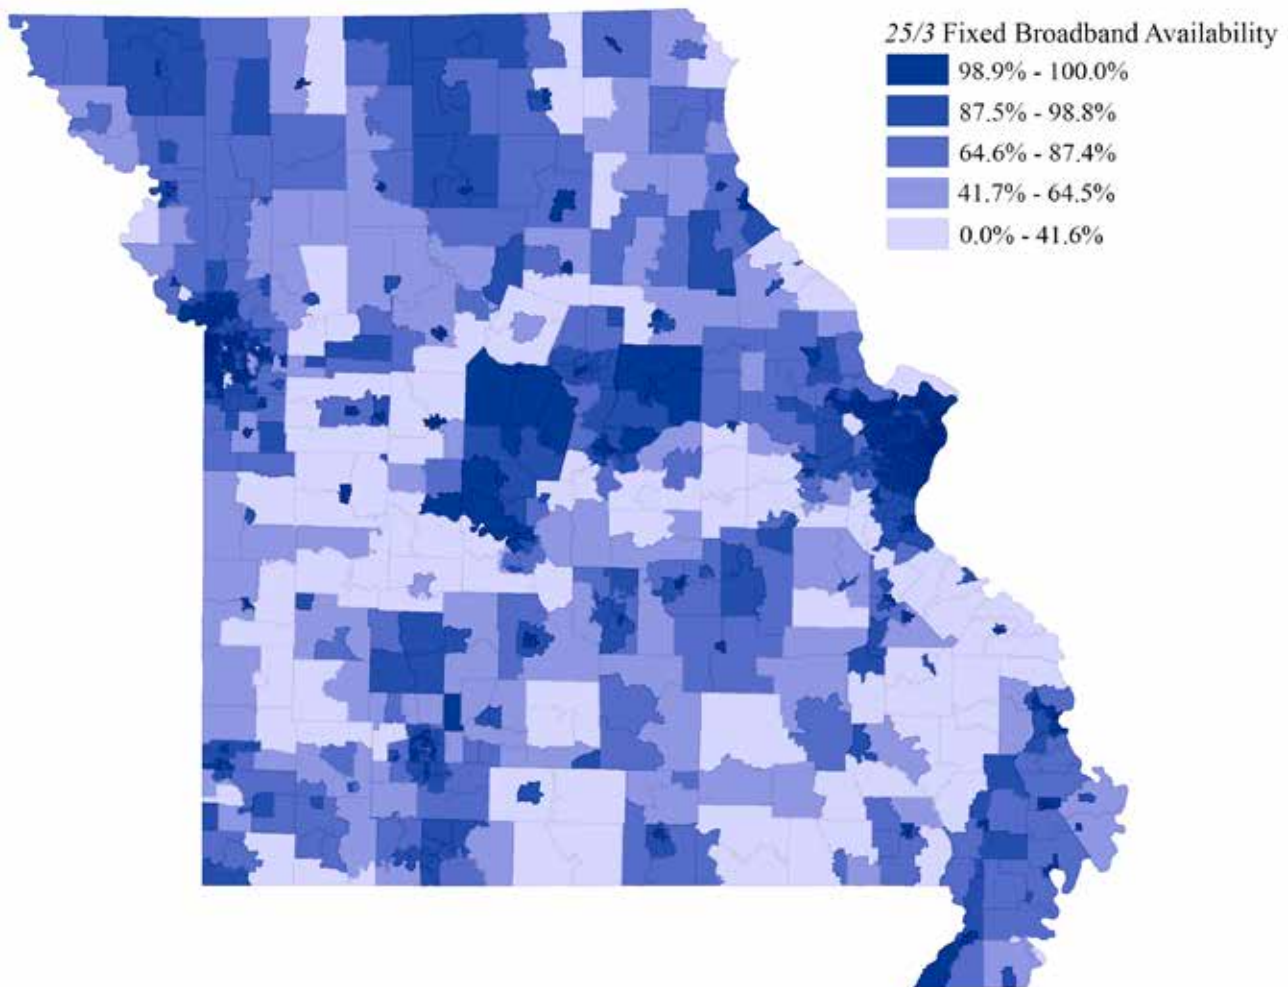 25/3 Fixed Broadband Availability
98.9% - 100.0%
87.5% - 98.8%
64.6% - 87.4%
41.7% - 64.5%
0.0% - 41.6%